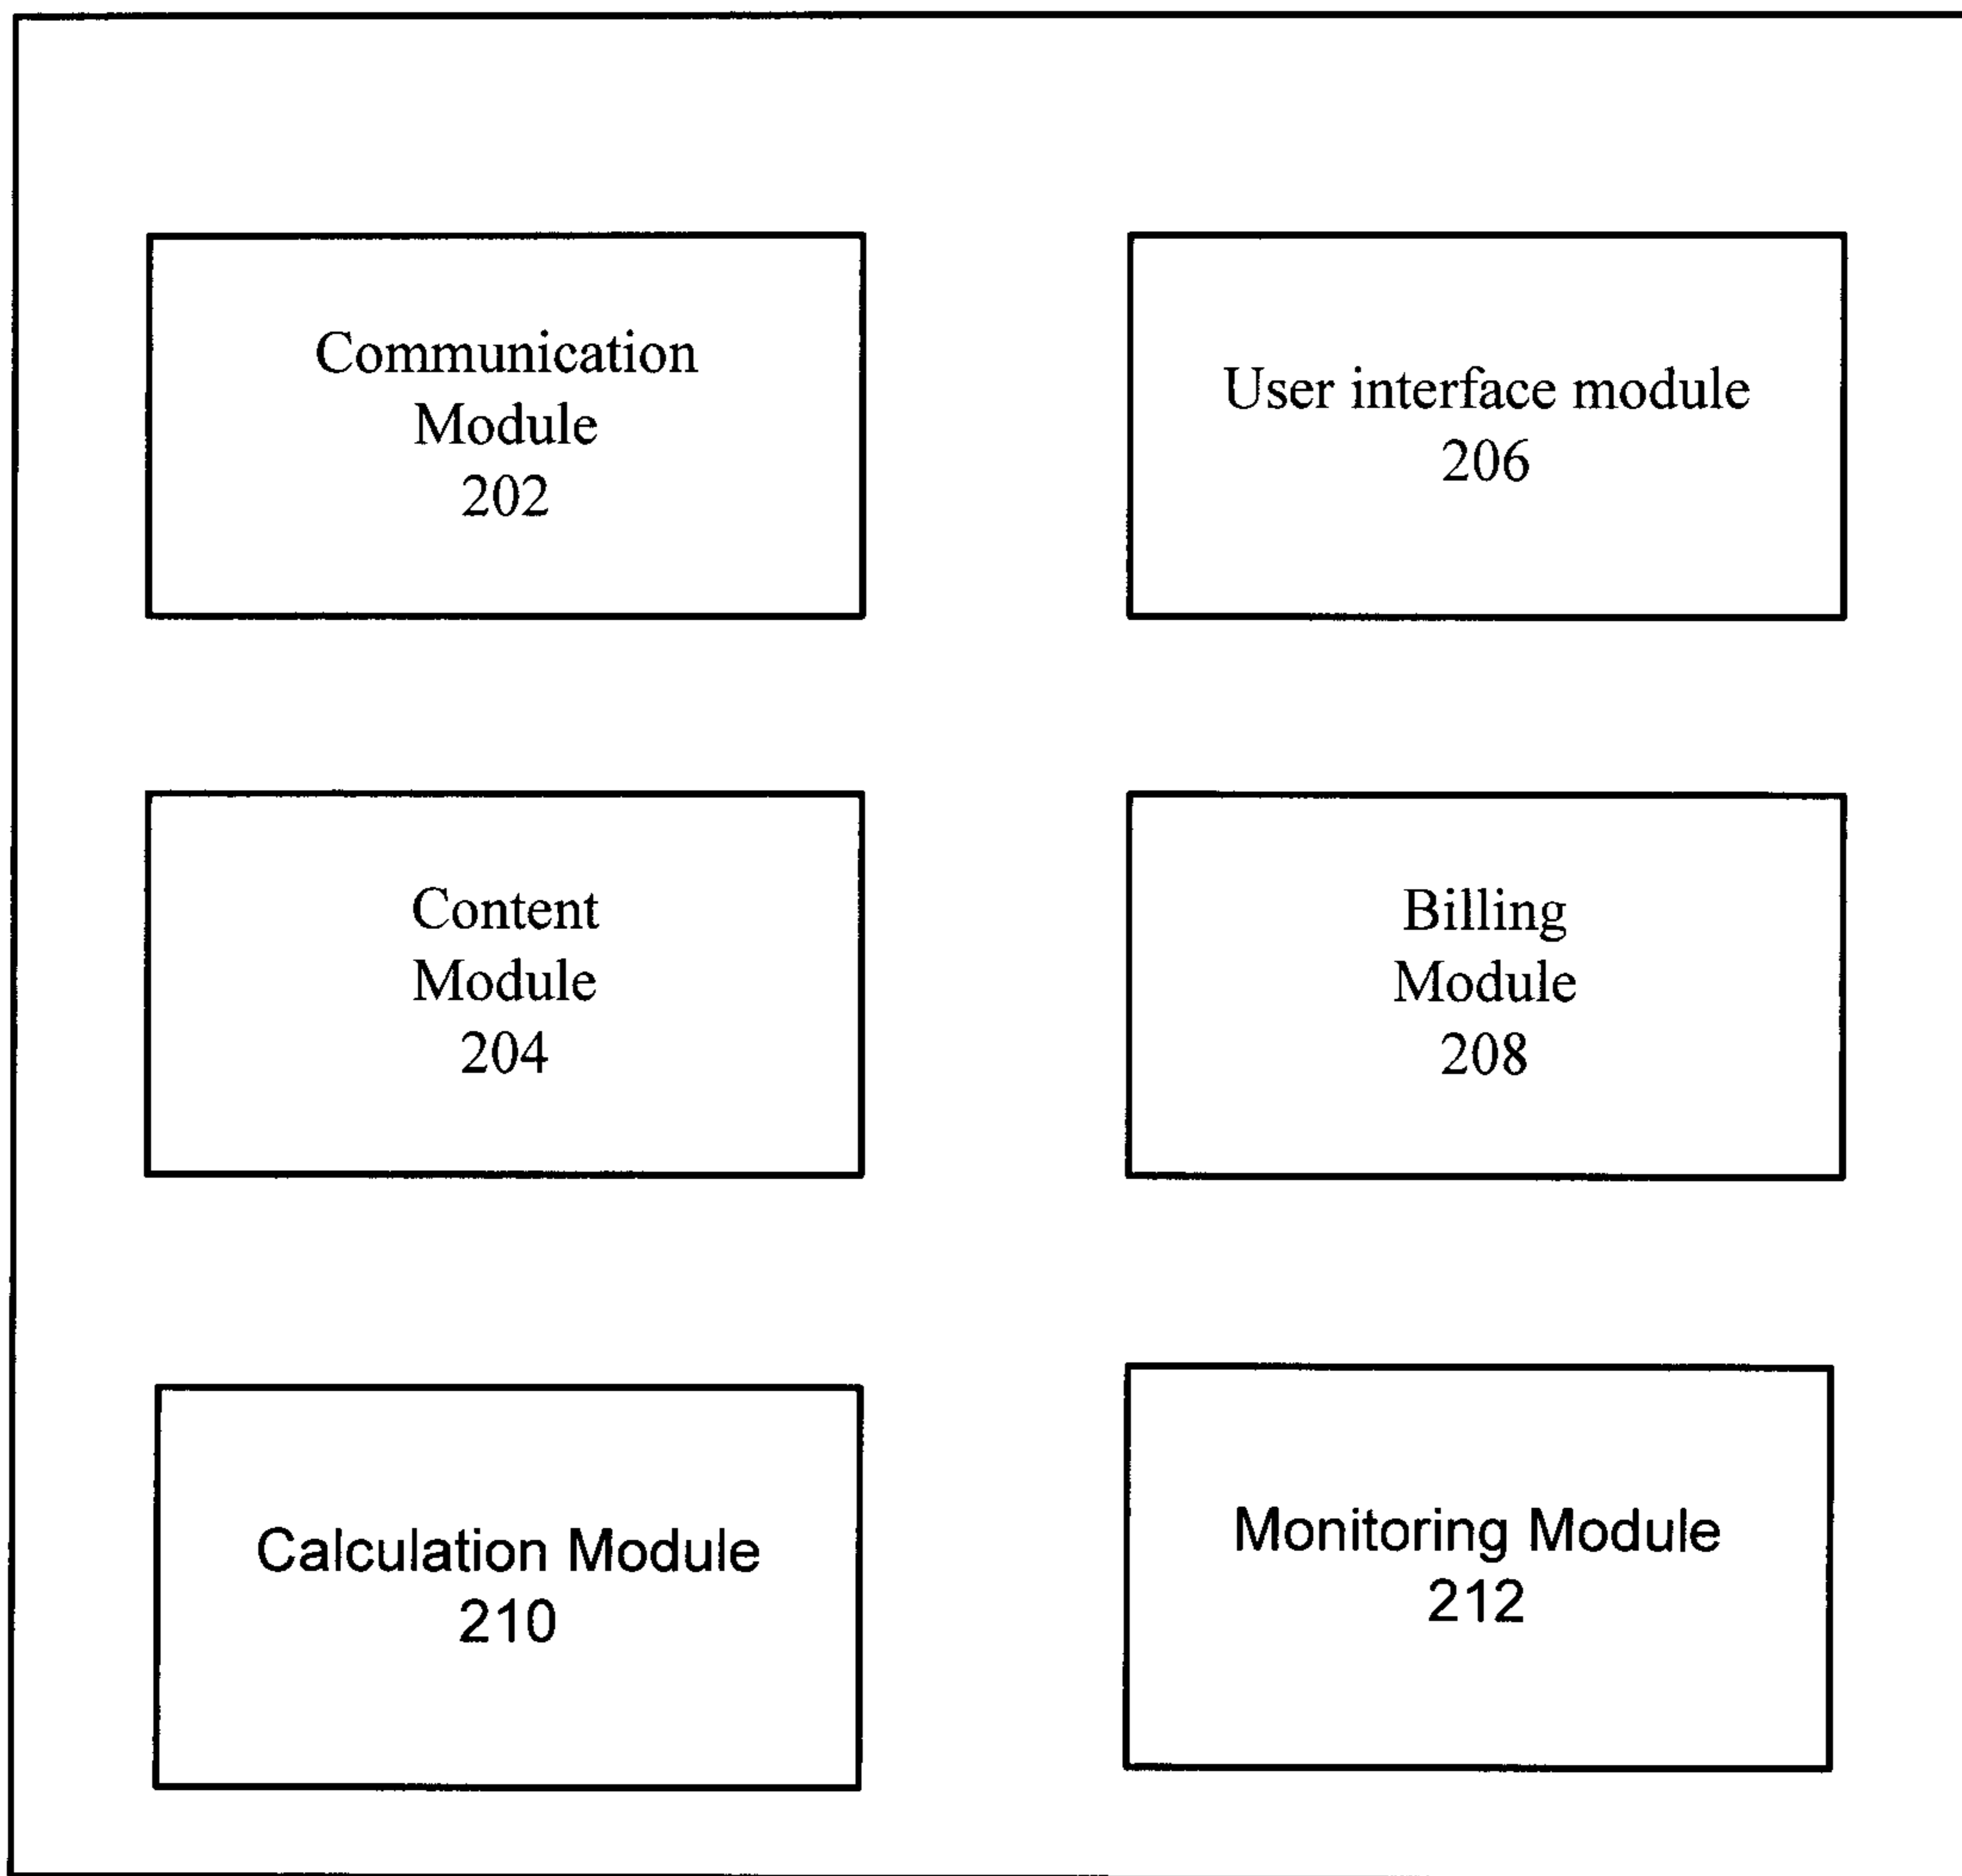 Communication
Module
202
User interface module
206
Content
Module
204
Billing
Module
208
Calculation Module
210
Monitoring Module
212